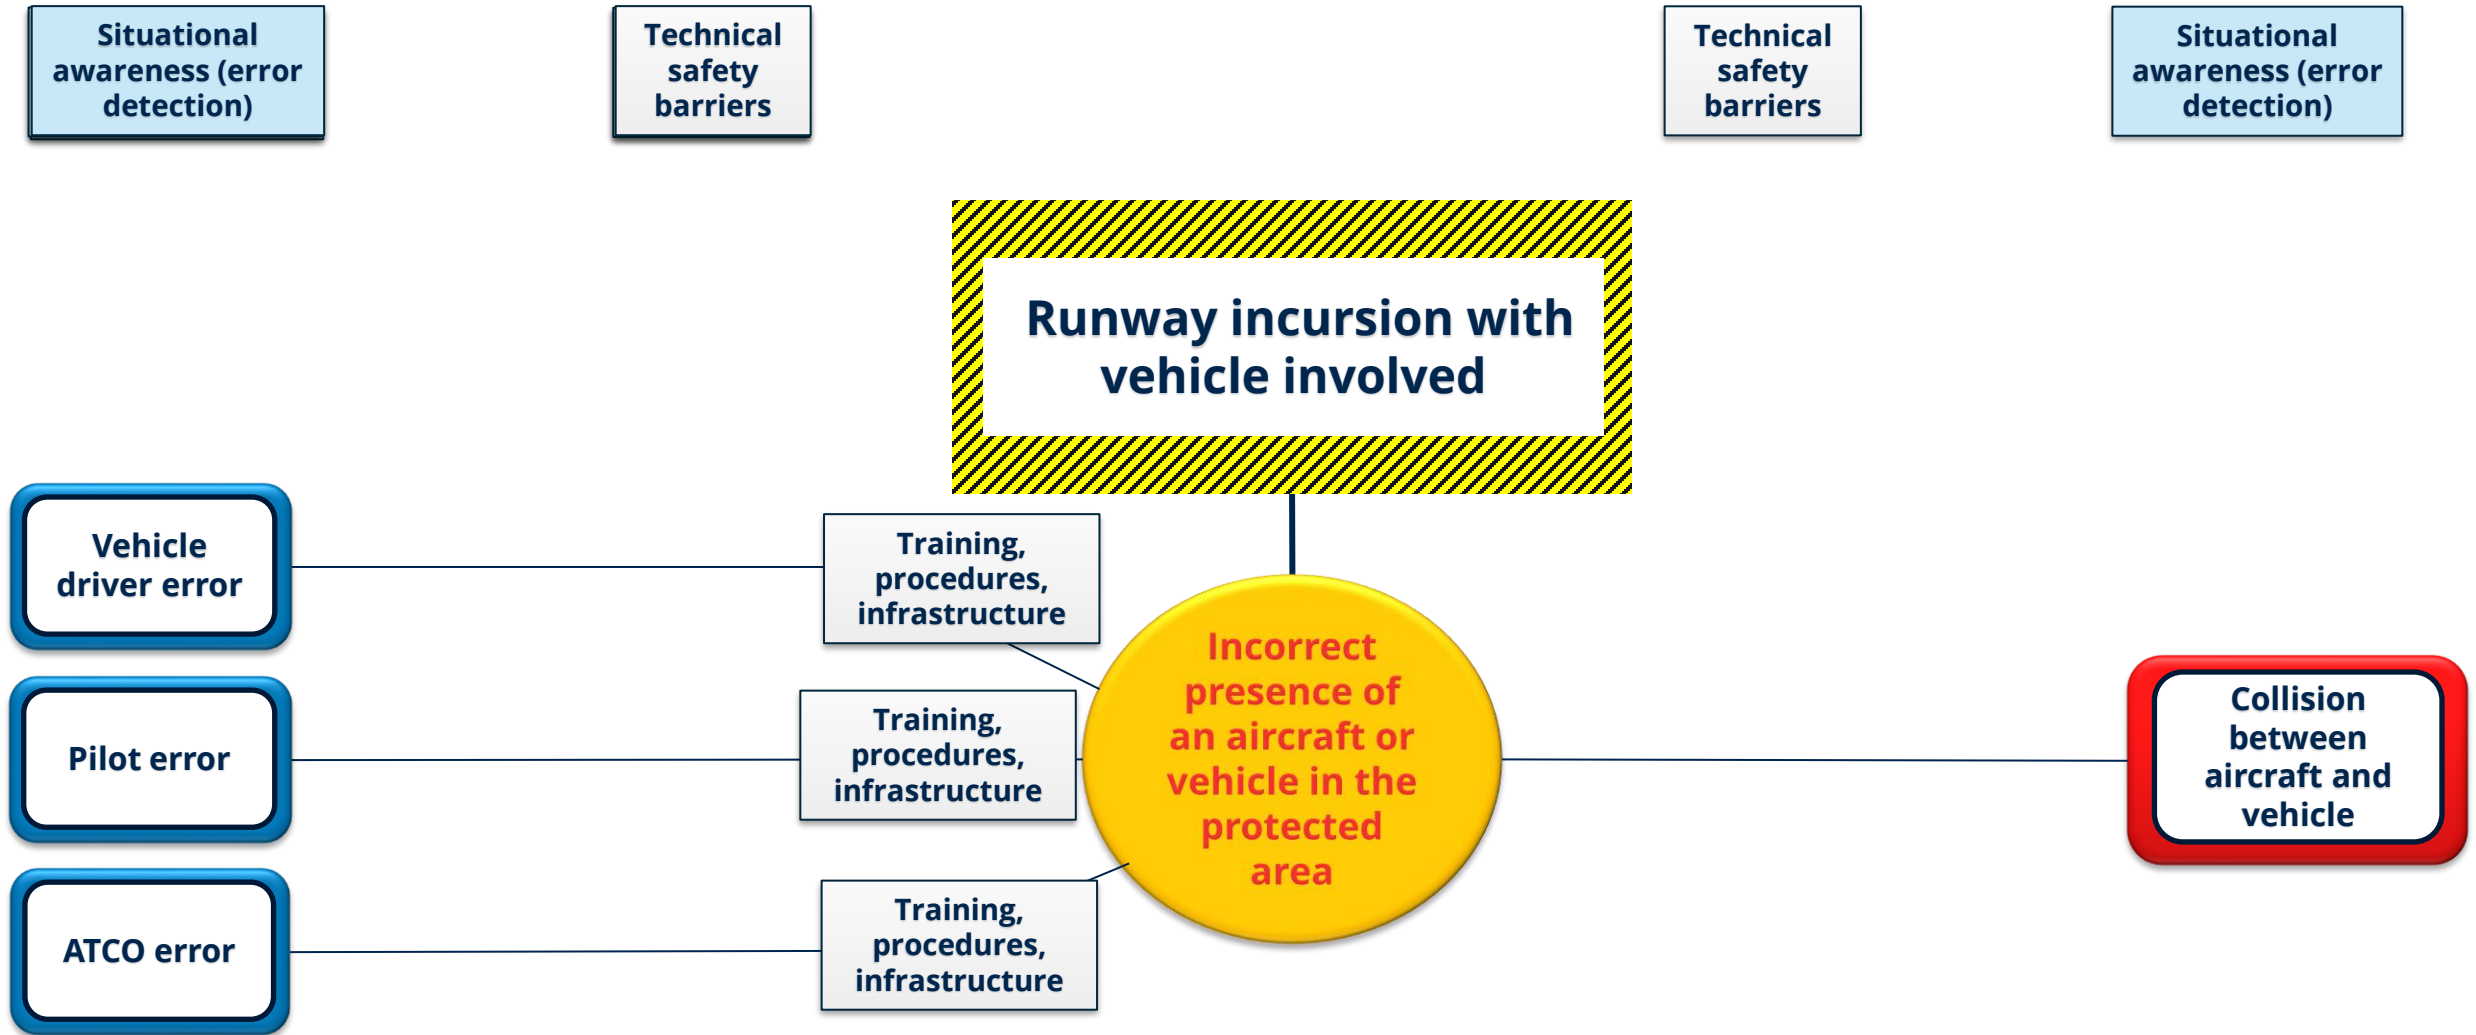 Situational
awareness (error
detection)
Technical
safety
barriers
Technical
safety
barriers
Situational
awareness (error
detection)
Runway incursion with
vehicle involved
Vehicle
driver error
Training,
procedures,
infrastructure
Incorrect
presence of
an aircraft or
vehicle in the
protected
area
Pilot error
Training,
procedures,
infrastructure
Collision
between
aircraft and
vehicle
ATCO error
Training,
procedures,
infrastructure